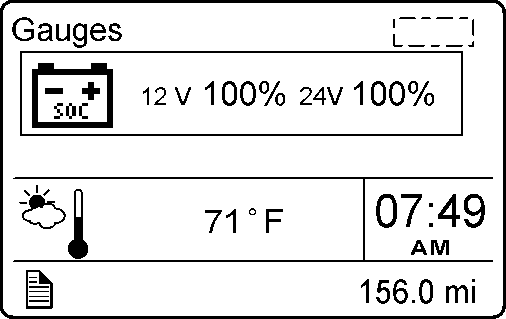 Gauges
- +
SOC
12 V 100% 24V 100%
71°F
07:49
AM
156.0 mi